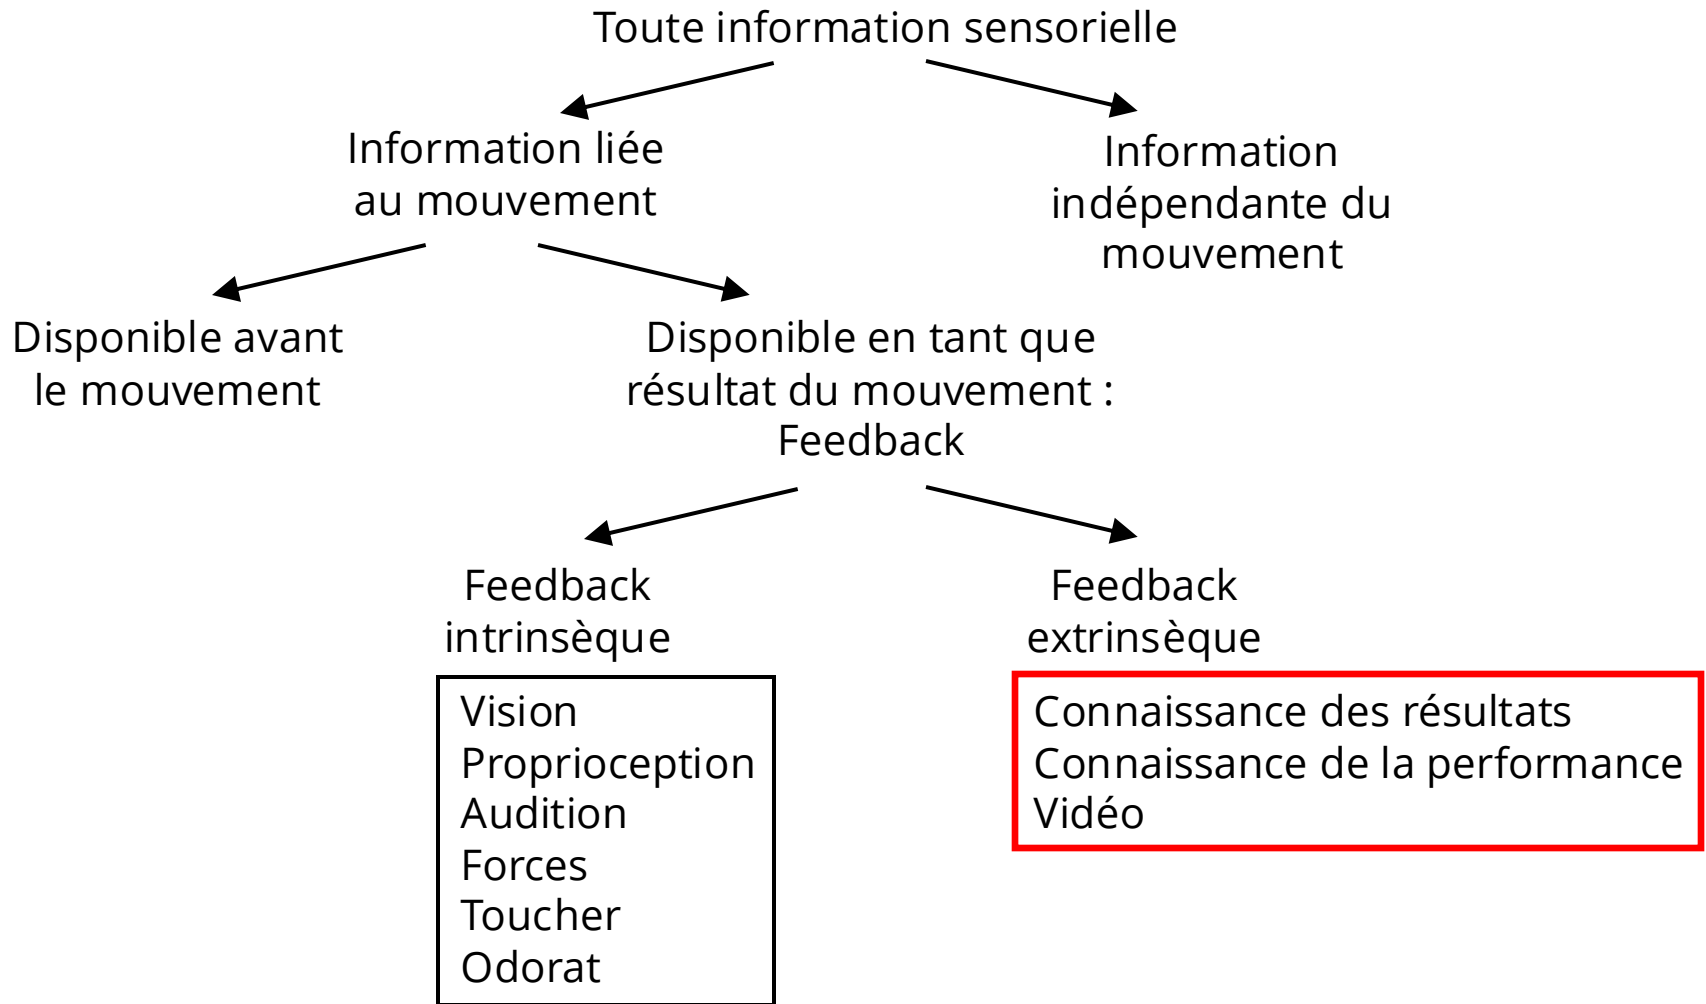 Toute information sensorielle
Information liée
au mouvement
Information
indépendante du
mouvement
Disponible avant
le mouvement
Disponible en tant que
résultat du mouvement :
Feedback
Feedback
intrinsèque
Feedback
extrinsèque
Vision
Proprioception
Audition
Forces
Toucher
Odorat
Connaissance des résultats
Connaissance de la performance
Vidéo